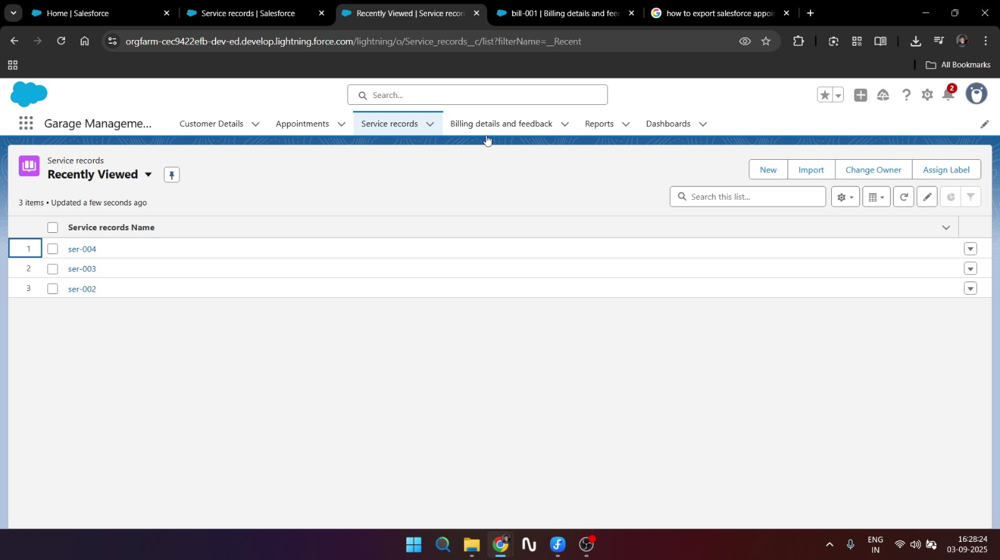 Home | Salesforce
Service records | Salesforce
Recently Viewed | Service recor
bill-001 | Billing details and feed
how to export salesforce appoi
orgfarm-cec9422efb-dev-ed.develop.lightning.force.com/lightning/o/Service_records__c/list?filterName=__Recent
All Bookmarks
Search...
2
Garage Manageme...
Customer Details
Appointments
Service records
Billing details and feedback
Reports
Dashboards
Service records
Recently Viewed
New
Import
Change Owner
Assign Label
3 items • Updated a few seconds ago
Search this list...
Service records Name
1 ser-004
2 ser-003
3 ser-002
ENG
IN
16:28:24
03-09-2025